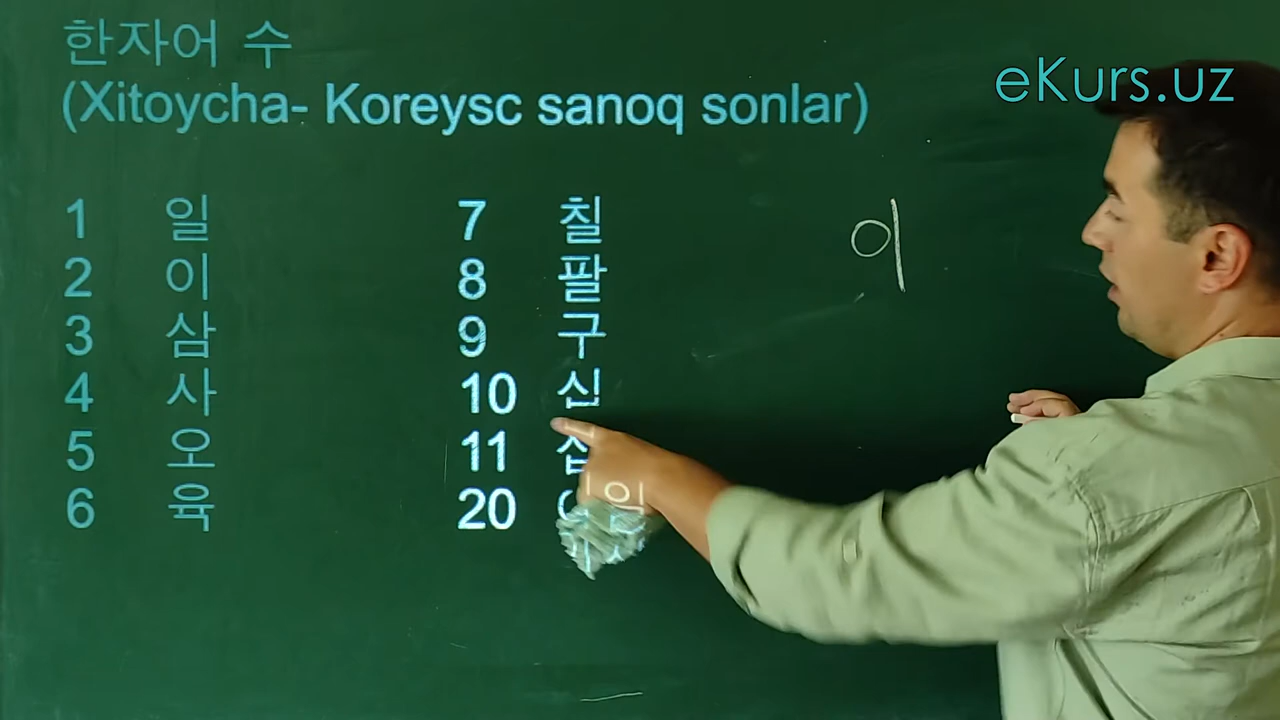 한자어 수
(Xitoycha- Koreysc sanoq sonlar)
eKurs.uz
1 일 7 칠
2 이 8 팔
3 삼 9 구
4 사 10 신
5 오 11
6 육 20
이